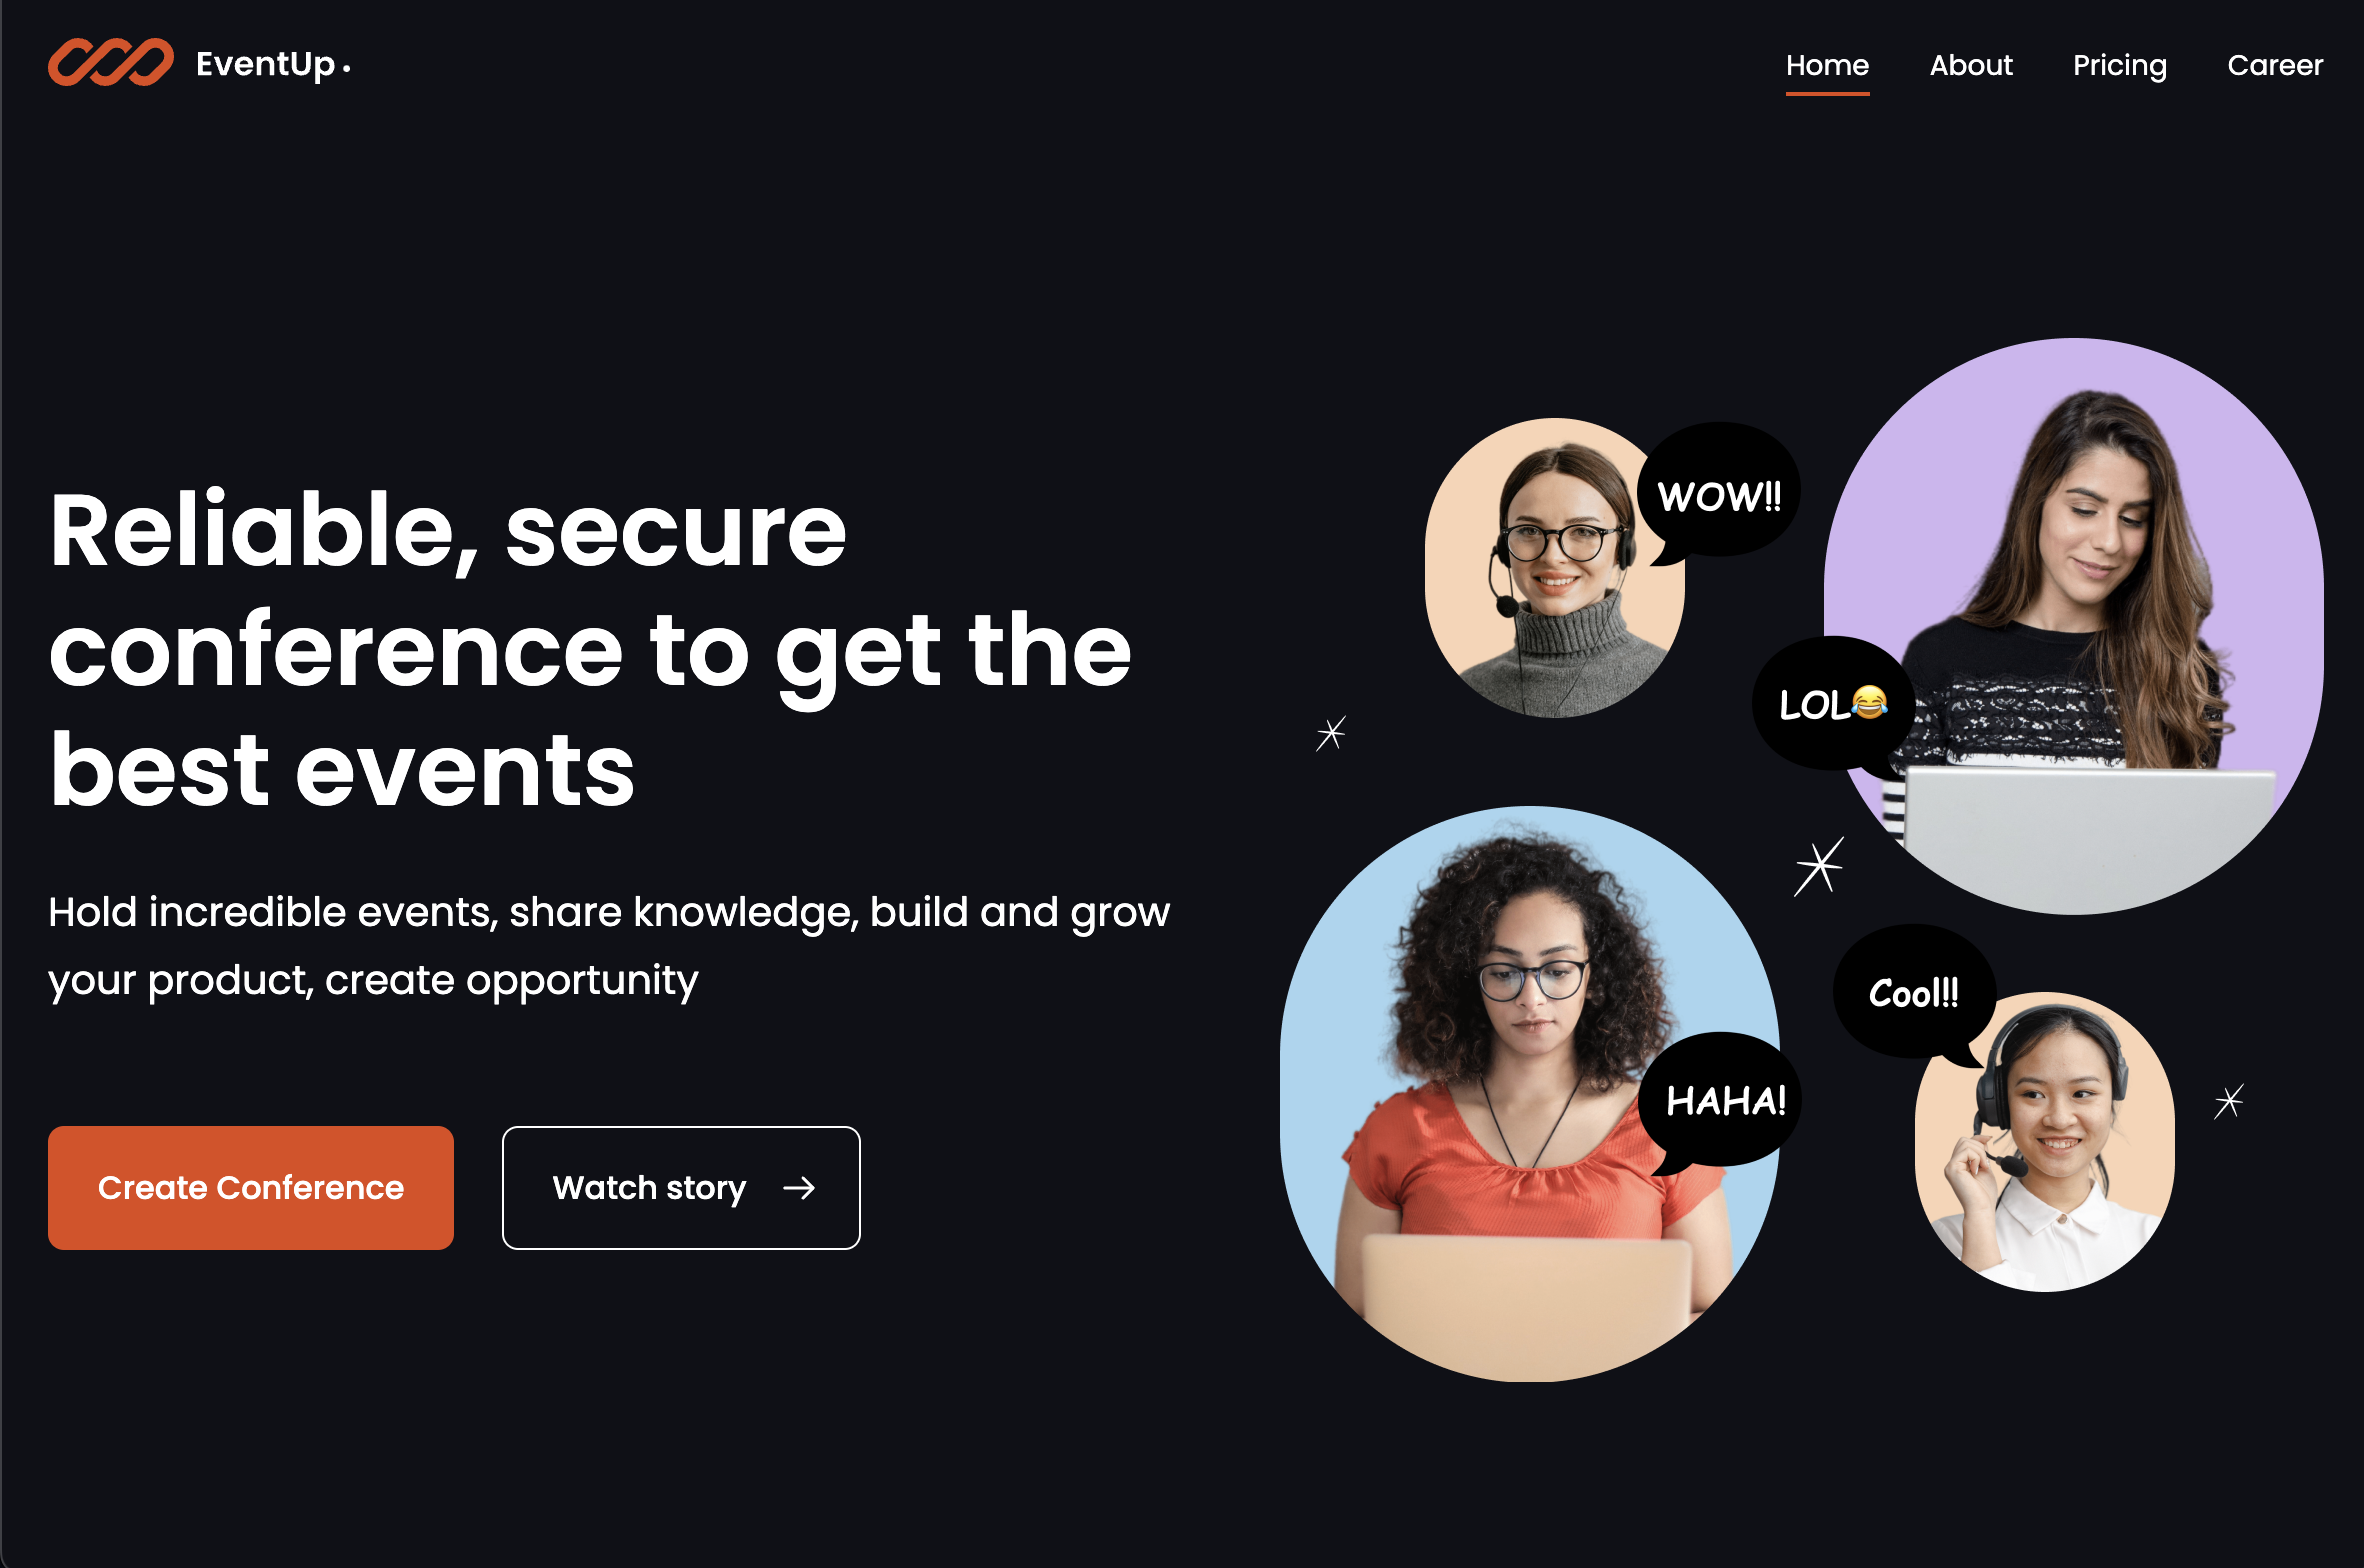 EventUp
Home About Pricing Career
Reliable, secure
conference to get the
best events
Hold incredible events, share knowledge, build and grow
your product, create opportunity
Create Conference
Watch story →
WOW!!
LOL😂
Cool!!!
HAHA!